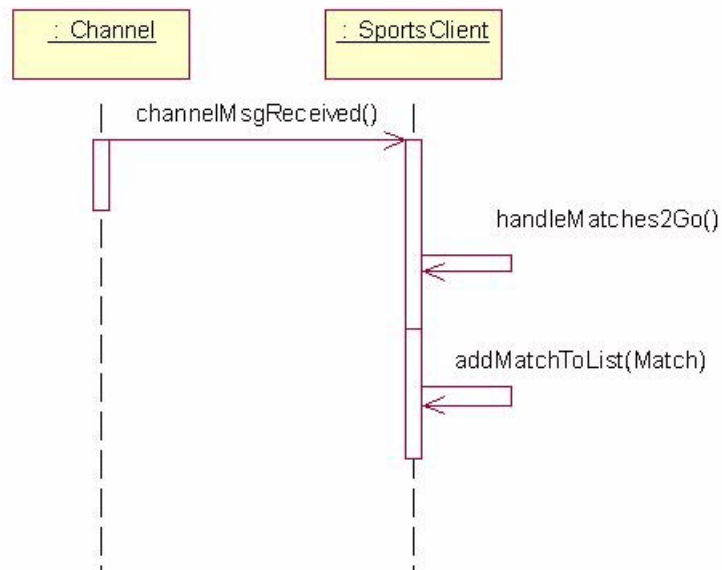 : Channel
: SportsClient
channelMsgReceived()
handleMatches2Go()
addMatchToList(Match)